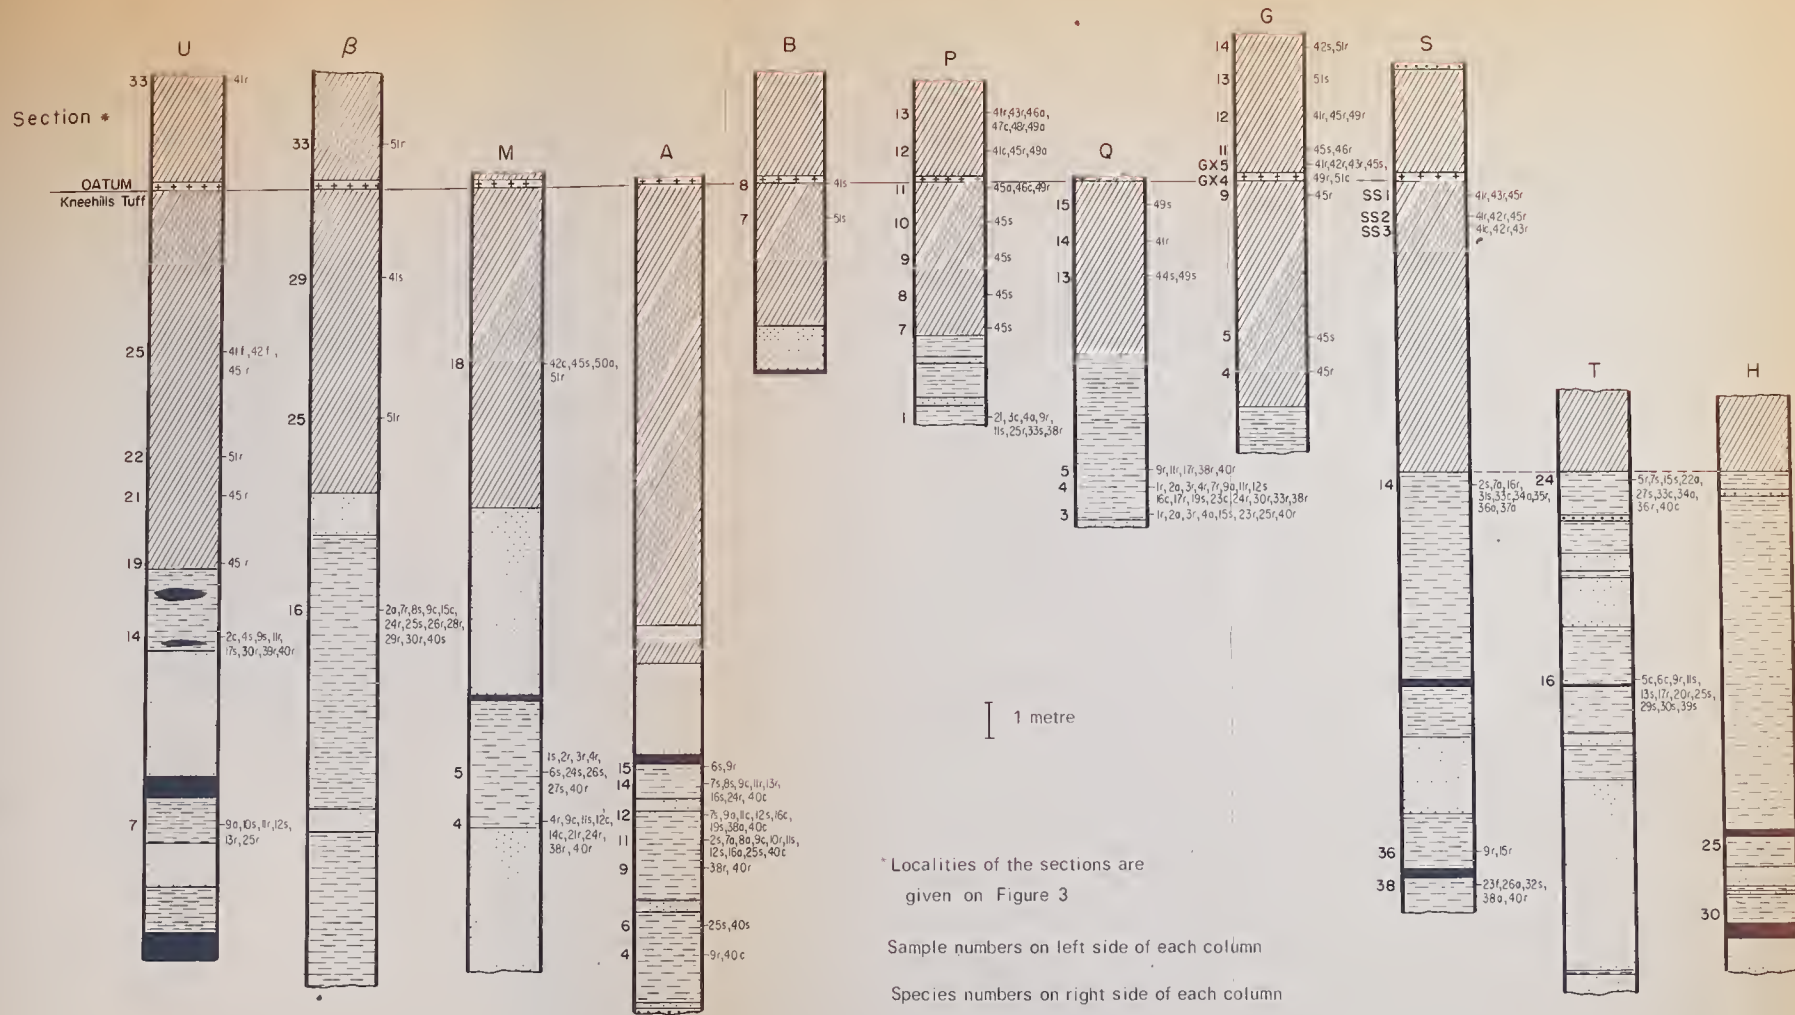 Section *
DATUM
Kneehills Tuff
U
33
41r
25
41f,42f,
45r
22
51r
21
45r
19
45r
14
2c,4s,9s,11r,
17s,30r,39r,40r
7
9a,10s,11r,12s,
13r,25r
β
33
51r
29
41s
25
51r
16
2a,7r,8s,9c,15c,
24r,25s,26r,28r,
29r,30r,40s
M
18
42c,45s,50a,
51r
5
1s,2r,3r,4r,
6s,24s,26s,
27s,40r
4
4r,9c,11s,12c,
14c,21r,24r,
38r,40r
A
15
6s,9r
14
7s,8s,9c,11r,13r,
16s,24r,40c
12
7s,9a,11c,12s,16c,
19s,38a,40c
11
2s,7a,8a,9c,10r,11s,
12s,16a,25s,40c
9
38r,40r
6
25s,40s
4
9r,40c
B
8
41s
7
51s
P
13
41r,43r,46a,
47c,48r,49a
12
41c,45r,49a
11
45a,46c,49r
10
45s
9
45s
8
45s
7
45s
1
2f,3c,4a,9r,
11s,25r,33s,38r
Q
15
49s
14
41r
13
44s,49s
5
9r,11r,17r,38r,40r
4
1r,2a,3r,4r,7r,9a,11r,12s
16c,17r,19s,23c,24r,30r,33r,38r
3
1r,2a,3r,4a,15s,23r,25r,40r
G
14
42s,51r
13
51s
12
41r,45r,49r
11
45s,46r
GX5
41r,42r,43r,45s,
GX4
49r,51c
9
45r
5
45s
4
45r
S
SS1
41r,43r,45r
SS2
41r,42r,45r
SS3
41c,42r,43r
14
2s,7a,16r,
31s,33c,34a,35r,
36a,37a
36
9r,15r
38
23f,26a,32s,
38a,40r
T
24
5r,7s,15s,22a,
27s,33c,34a,
36r,40c
16
5c,6c,9r,11s,
13s,17r,20r,25s,
29s,30s,39s
H
25
30
1 metre
*Localities of the sections are
given on Figure 3
Sample numbers on left side of each column
Species numbers on right side of each column